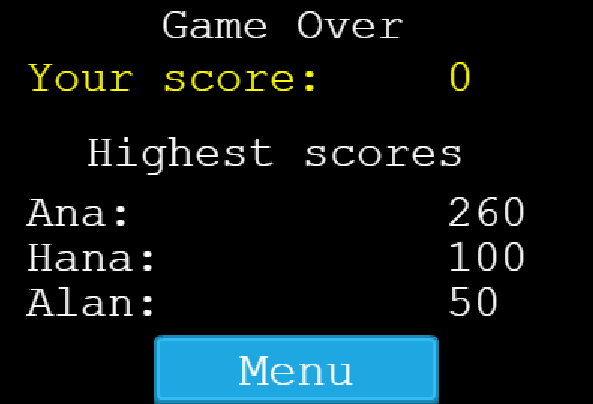 Game Over
Your score: 0
Highest scores
Ana: 260
Hana: 100
Alan: 50
Menu